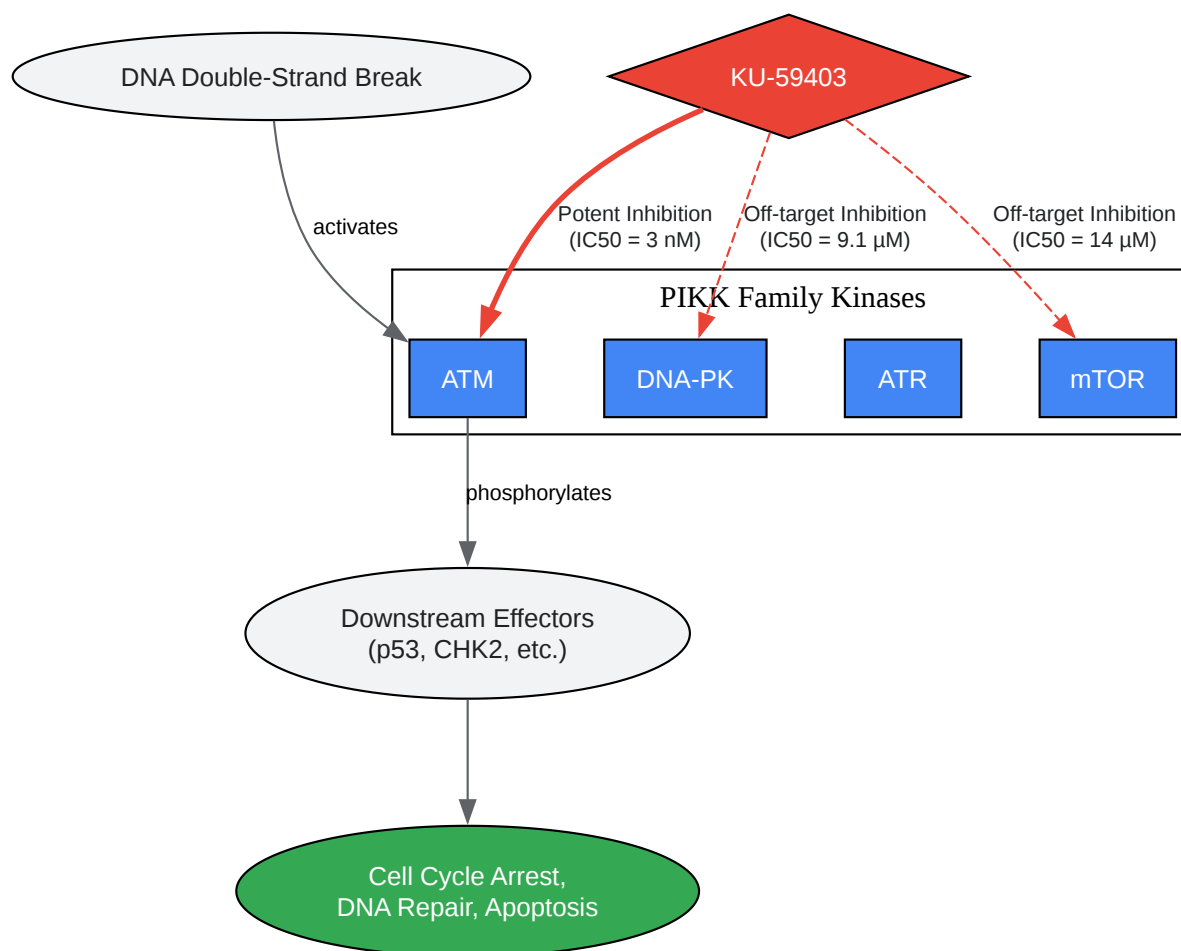 DNA Double-Strand Break
KU-59403
activates
Potent Inhibition
(IC50 = 3 nM)
Off-target Inhibition
(IC50 = 9.1 µM)
Off-target Inhibition
(IC50 = 14 µM)
PIKK Family Kinases
ATM
DNA-PK
ATR
mTOR
phosphorylates
Downstream Effectors
(p53, CHK2, etc.)
Cell Cycle Arrest,
DNA Repair, Apoptosis